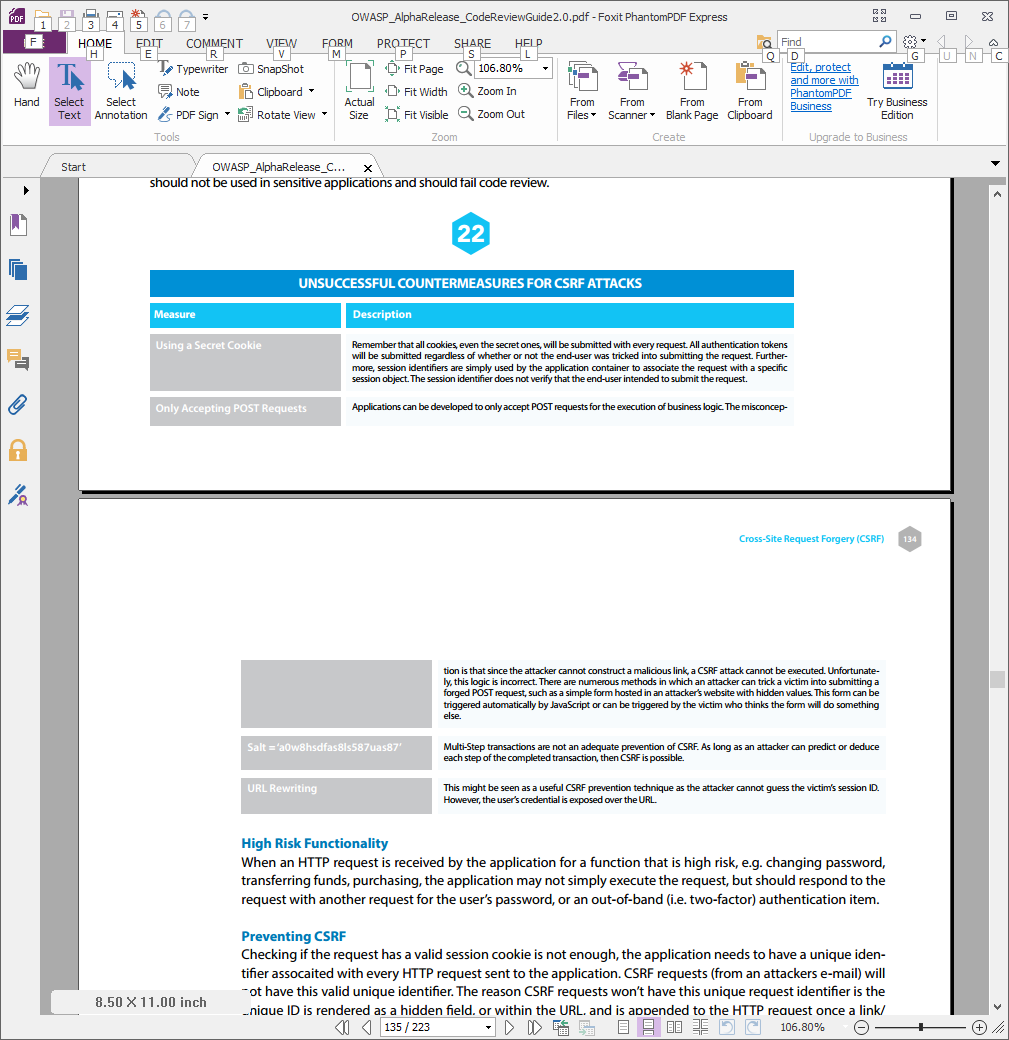 PDF
1 2 3 4 5 6 7
OWASP_AlphaRelease_CodeReviewGuide2.0.pdf - Foxit PhantomPDF Express
F HOME EDIT COMMENT VIEW FORM PROTECT SHARE HELP Find
H E R V M P S L Q D G U N C
Hand
Select Text
Select Annotation
Typewriter
Note
PDF Sign
SnapShot
Clipboard
Rotate View
Tools
Actual Size
Fit Page
Fit Width
Fit Visible
106.80%
Zoom In
Zoom Out
Zoom
From Files
From Scanner
From Blank Page
From Clipboard
Create
Edit, protect
and more with
PhantomPDF
Business
Try Business
Edition
Upgrade to Business
Start
OWASP_AlphaRelease_C...
should not be used in sensitive applications and should fail code review.
22
UNSUCCESSFUL COUNTERMEASURES FOR CSRF ATTACKS
Measure Description
Using a Secret Cookie
Remember that all cookies, even the secret ones, will be submitted with every request. All authentication tokens
will be submitted regardless of whether or not the end-user was tricked into submitting the request. Further-
more, session identifiers are simply used by the application container to associate the request with a specific
session object. The session identifier does not verify that the end-user intended to submit the request.
Only Accepting POST Requests
Applications can be developed to only accept POST requests for the execution of business logic. The misconcep-
Cross-Site Request Forgery (CSRF) 134
tion is that since the attacker cannot construct a malicious link, a CSRF attack cannot be executed. Unfortunate-
ly, this logic is incorrect. There are numerous methods in which an attacker can trick a victim into submitting a
forged POST request, such as a simple form hosted in an attacker's website with hidden values. This form can be
triggered automatically by JavaScript or can be triggered by the victim who thinks the form will do something
else.
Salt = 'a0w8hsdfas8ls587uas87'
Multi-Step transactions are not an adequate prevention of CSRF. As long as an attacker can predict or deduce
each step of the completed transaction, then CSRF is possible.
URL Rewriting
This might be seen as a useful CSRF prevention technique as the attacker cannot guess the victim's session ID.
However, the user's credential is exposed over the URL.
High Risk Functionality
When an HTTP request is received by the application for a function that is high risk, e.g. changing password,
transferring funds, purchasing, the application may not simply execute the request, but should respond to the
request with another request for the user's password, or an out-of-band (i.e. two-factor) authentication item.
Preventing CSRF
Checking if the request has a valid session cookie is not enough, the application needs to have a unique iden-
tifier assocaited with every HTTP request sent to the application. CSRF requests (from an attackers e-mail) will
not have this valid unique identifier. The reason CSRF requests won't have this unique request identifier is the
unique ID is rendered as a hidden field, or within the URL, and is appended to the HTTP request once a link/
8.50 X 11.00 inch
135 / 223
106.80%